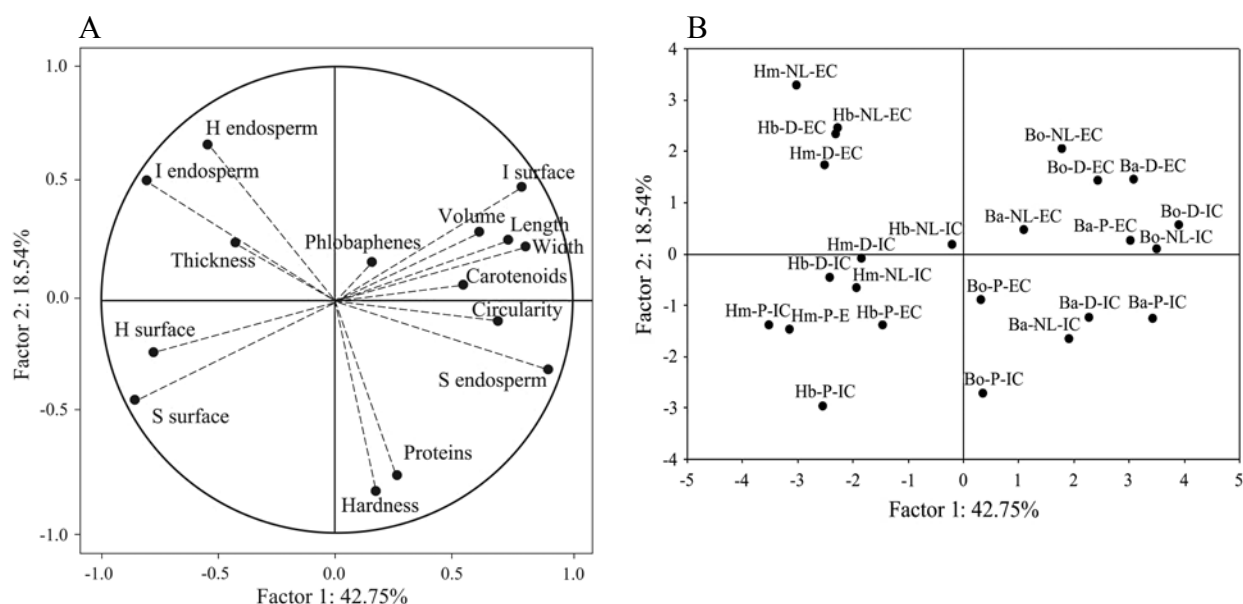 A
1.0
0.5
0.0
-0.5
-1.0
Factor 2: 18.54%
H endosperm
I endosperm
I surface
Volume
Length
Phlobaphenes
Width
Thickness
Carotenoids
Circularity
H surface
S endosperm
S surface
Proteins
Hardness
-1.0 -0.5 0.0 0.5 1.0
Factor 1: 42.75%
B
4
3
2
1
0
-1
-2
-3
-4
Factor 2: 18.54%
Hm-NL-EC
Hb-NL-EC
Hb-D-EC
Hm-D-EC
Bo-NL-EC
Bo-D-EC Ba-D-EC
Ba-NL-EC
Bo-D-IC
Ba-P-EC
Bo-NL-IC
Hb-NL-IC
Hm-D-IC
Hb-D-IC
Hm-NL-IC
Bo-P-EC
Hm-P-IC
Hm-P-E
Hb-P-EC
Ba-D-IC
Ba-P-IC
Ba-NL-IC
Bo-P-IC
Hb-P-IC
-5 -4 -3 -2 -1 0 1 2 3 4 5
Factor 1: 42.75%